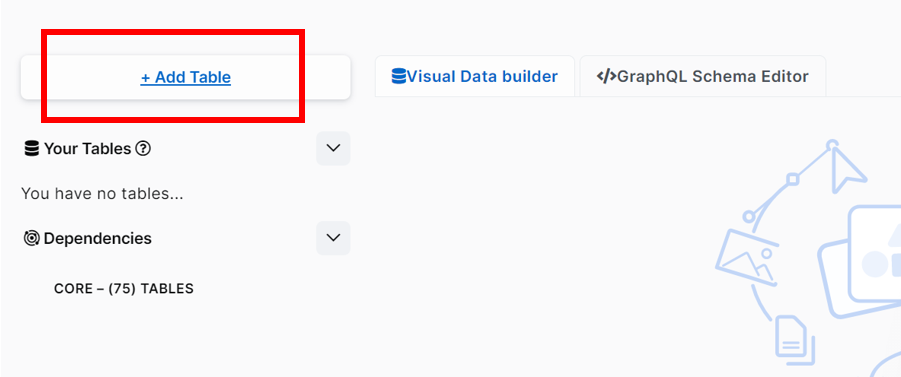 + Add Table
Visual Data builder
</>GraphQL Schema Editor
Your Tables
You have no tables...
Dependencies
CORE – (75) TABLES